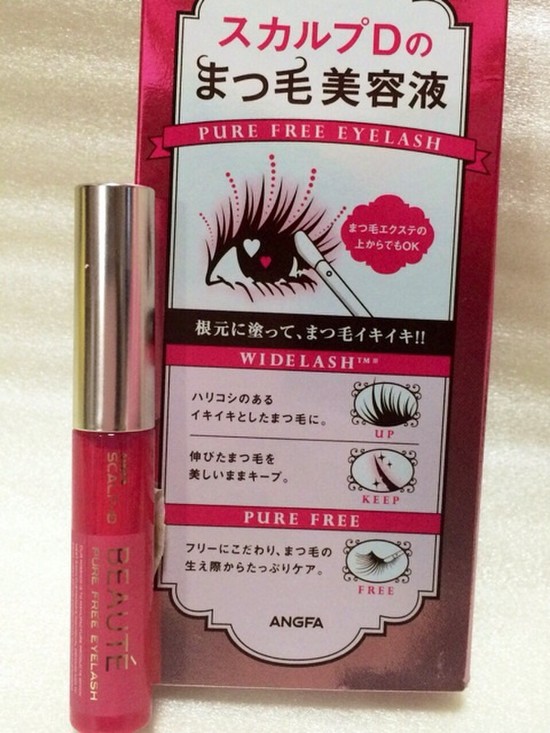 スカルプDの
まつ毛美容液
PURE FREE EYELASH
まつ毛エクステの
上からでもOK
根元に塗って、まつ毛イキイキ!!
WIDELASH™※
ハリコシのある
イキイキとしたまつ毛に。
UP
伸びたまつ毛を
美しいままキープ。
KEEP
PURE FREE
フリーにこだわり、まつ毛の
生え際からたっぷりケア。
FREE
ANGFA
BEAUTÉ
PURE FREE EYELASH